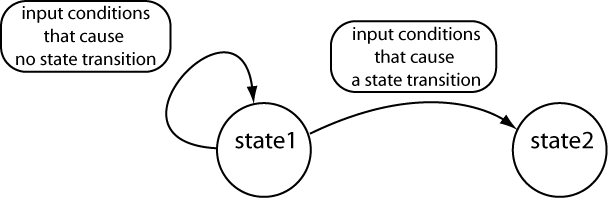 input conditions
that cause
no state transition
input conditions
that cause
a state transition
state1
state2